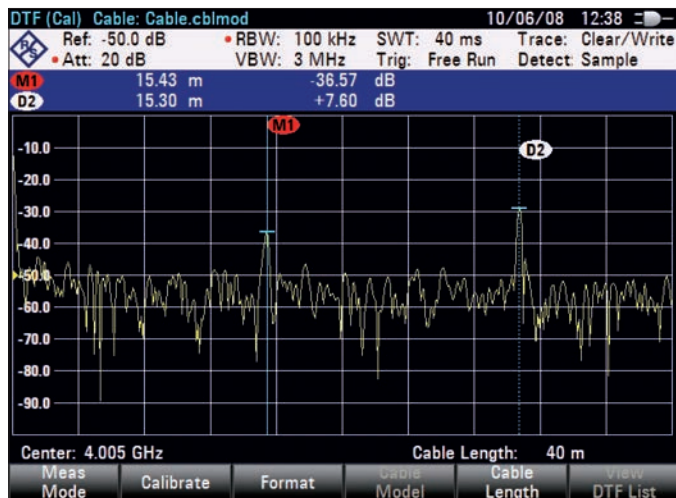 DTF (Cal) Cable: Cable.cblmod 10/06/08 12:38
R&S Ref: -50.0 dB • RBW: 100 kHz SWT: 40 ms Trace: Clear/Write
• Att: 20 dB VBW: 3 MHz Trig: Free Run Detect: Sample
M1 15.43 m -36.57 dB
D2 15.30 m +7.60 dB
M1
D2
-10.0
-20.0
-30.0
-40.0
-50.0
-60.0
-70.0
-80.0
-90.0
Center: 4.005 GHz Cable Length: 40 m
Meas Mode Calibrate Format Cable Model Cable Length View DTF List